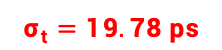 σt = 19.78 ps